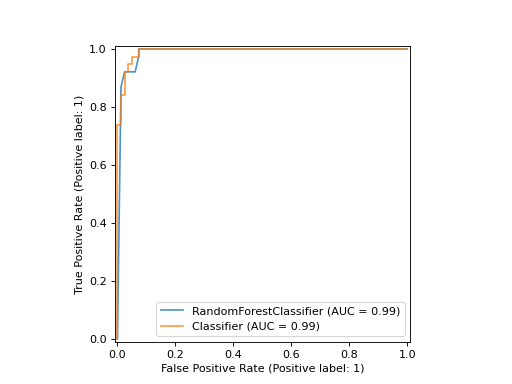 1.0
0.8
0.6
0.4
0.2
0.0
True Positive Rate (Positive label: 1)
RandomForestClassifier (AUC = 0.99)
Classifier (AUC = 0.99)
0.0 0.2 0.4 0.6 0.8 1.0
False Positive Rate (Positive label: 1)